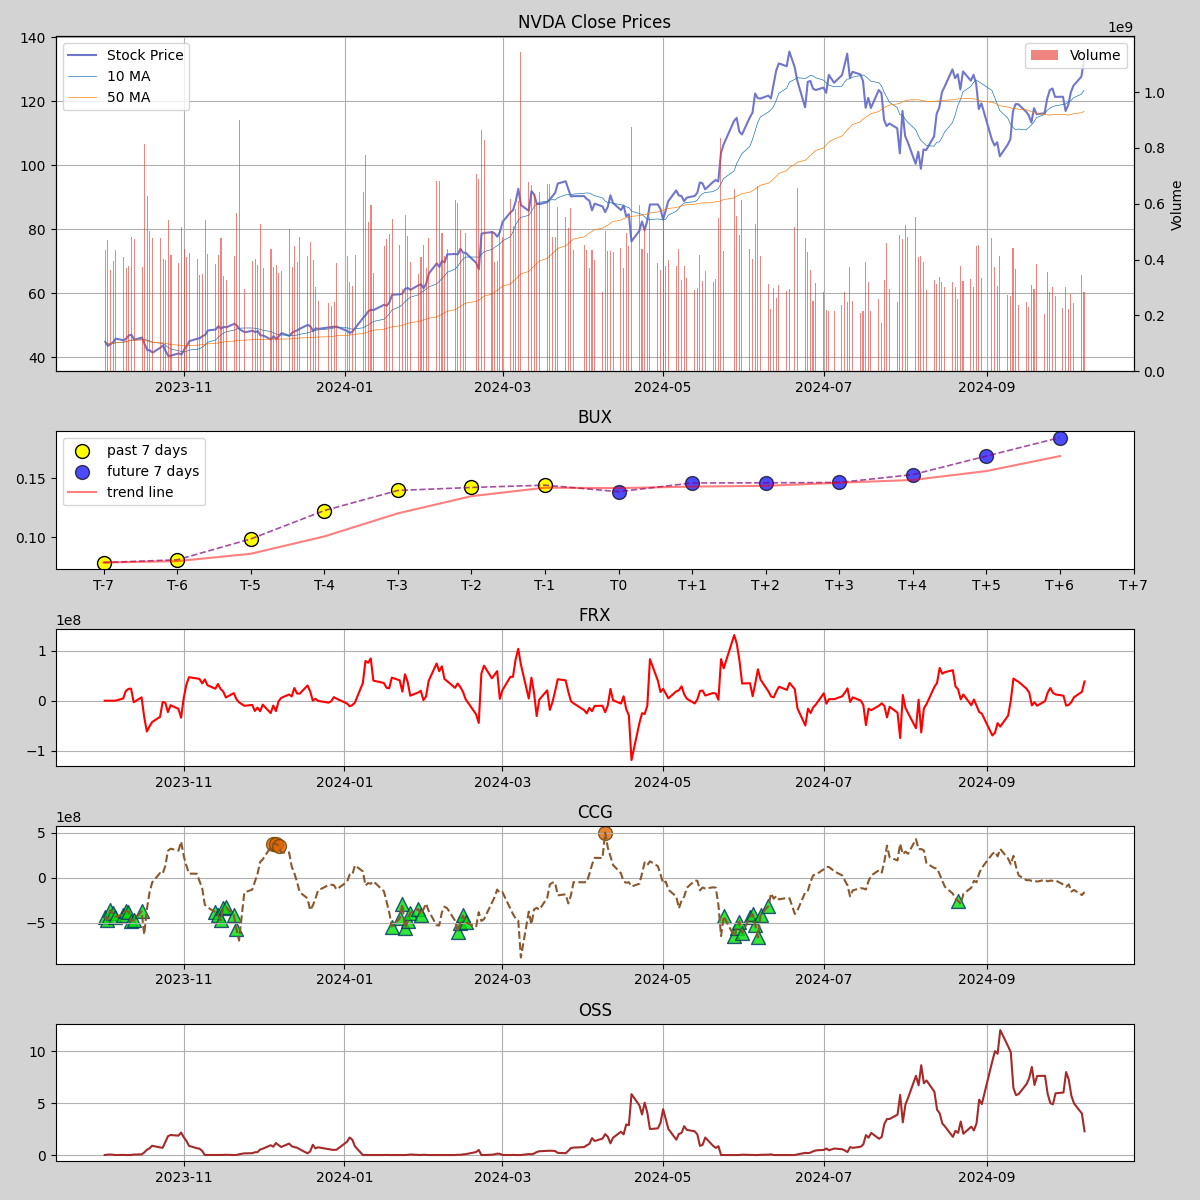 NVDA Close Prices
1e9
140
120
100
80
60
40
Stock Price
10 MA
50 MA
Volume
1.0
0.8
0.6
0.4
0.2
0.0
Volume
2023-11 2024-01 2024-03 2024-05 2024-07 2024-09
BUX
0.15
0.10
past 7 days
future 7 days
trend line
T-7 T-6 T-5 T-4 T-3 T-2 T-1 T0 T+1 T+2 T+3 T+4 T+5 T+6 T+7
FRX
1e8
1
0
−1
2023-11 2024-01 2024-03 2024-05 2024-07 2024-09
CCG
1e8
5
0
−5
2023-11 2024-01 2024-03 2024-05 2024-07 2024-09
OSS
10
5
0
2023-11 2024-01 2024-03 2024-05 2024-07 2024-09